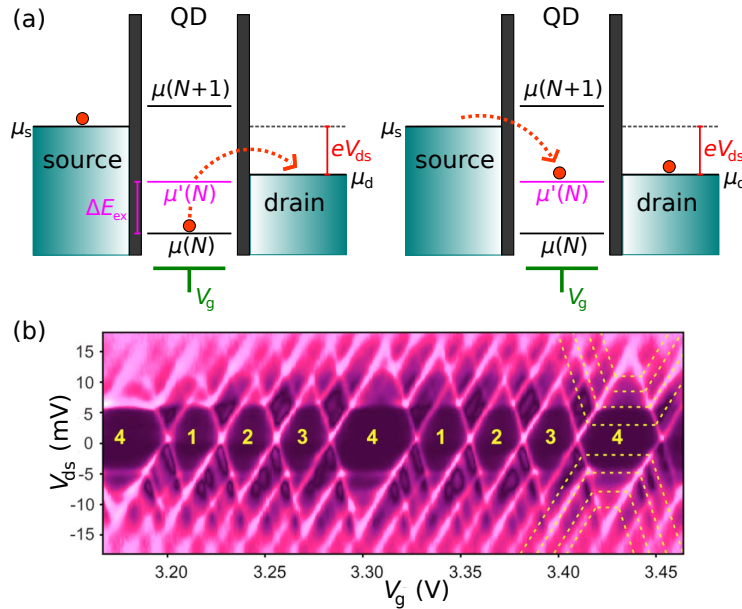 (a)
QD
QD
μ(N+1)
μ(N+1)
μs
source
eVds
μd
μs
source
eVds
μd
ΔEex
μ'(N)
drain
μ'(N)
drain
μ(N)
μ(N)
Vg
Vg
(b)
Vds (mV)
15
10
5
0
-5
-10
-15
4 1 2 3 4 1 2 3 4
3.20 3.25 3.30 3.35 3.40 3.45
Vg (V)